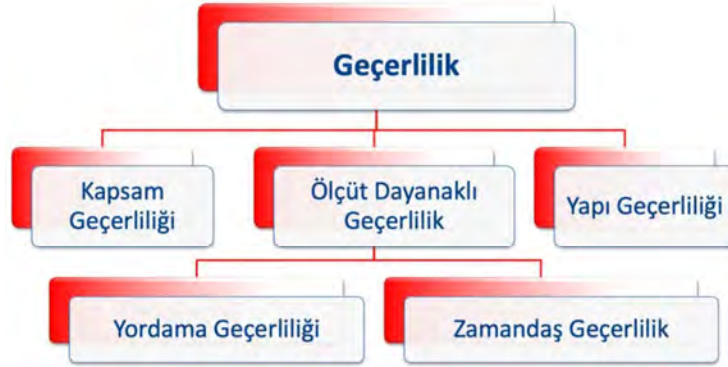 Geçerlilik
Kapsam
Geçerliliği
Ölçüt Dayanaklı
Geçerlilik
Yapı Geçerliliği
Yordama Geçerliliği
Zamandaş Geçerlilik